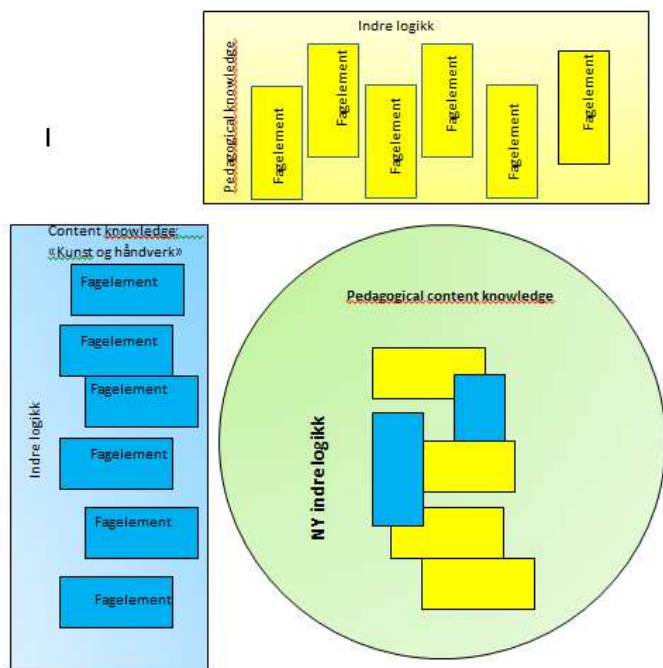 Indre logikk
Pedagogical knowledge
Fagelement
Fagelement
Fagelement
Fagelement
Fagelement
Fagelement
I
Content knowledge:
«Kunst og håndverk»
Fagelement
Fagelement
Fagelement
Fagelement
Fagelement
Fagelement
Indre logikk
Pedagogical content knowledge
NY indre logikk